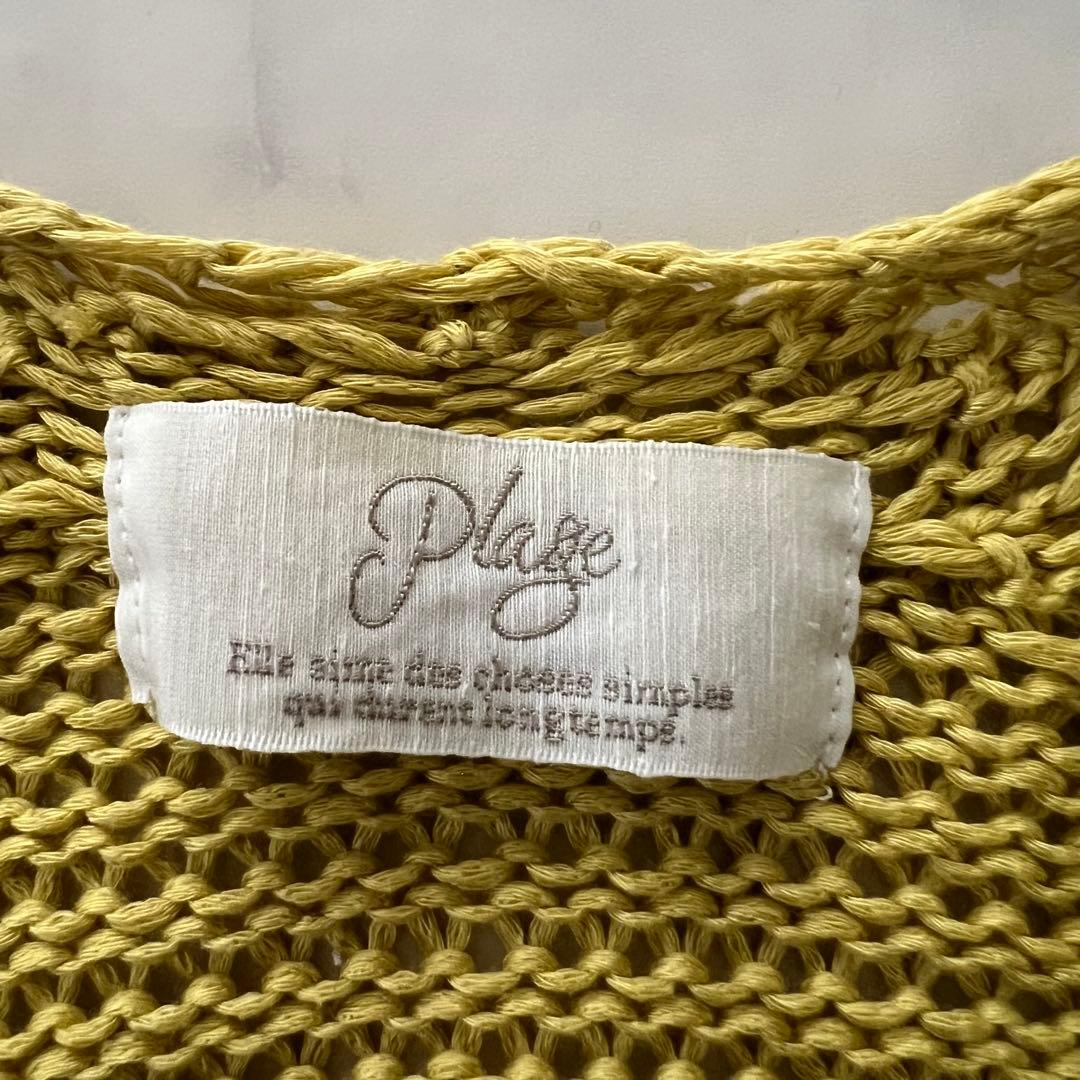 Plage
Elle aime des choses simples
qui durent longtemps.